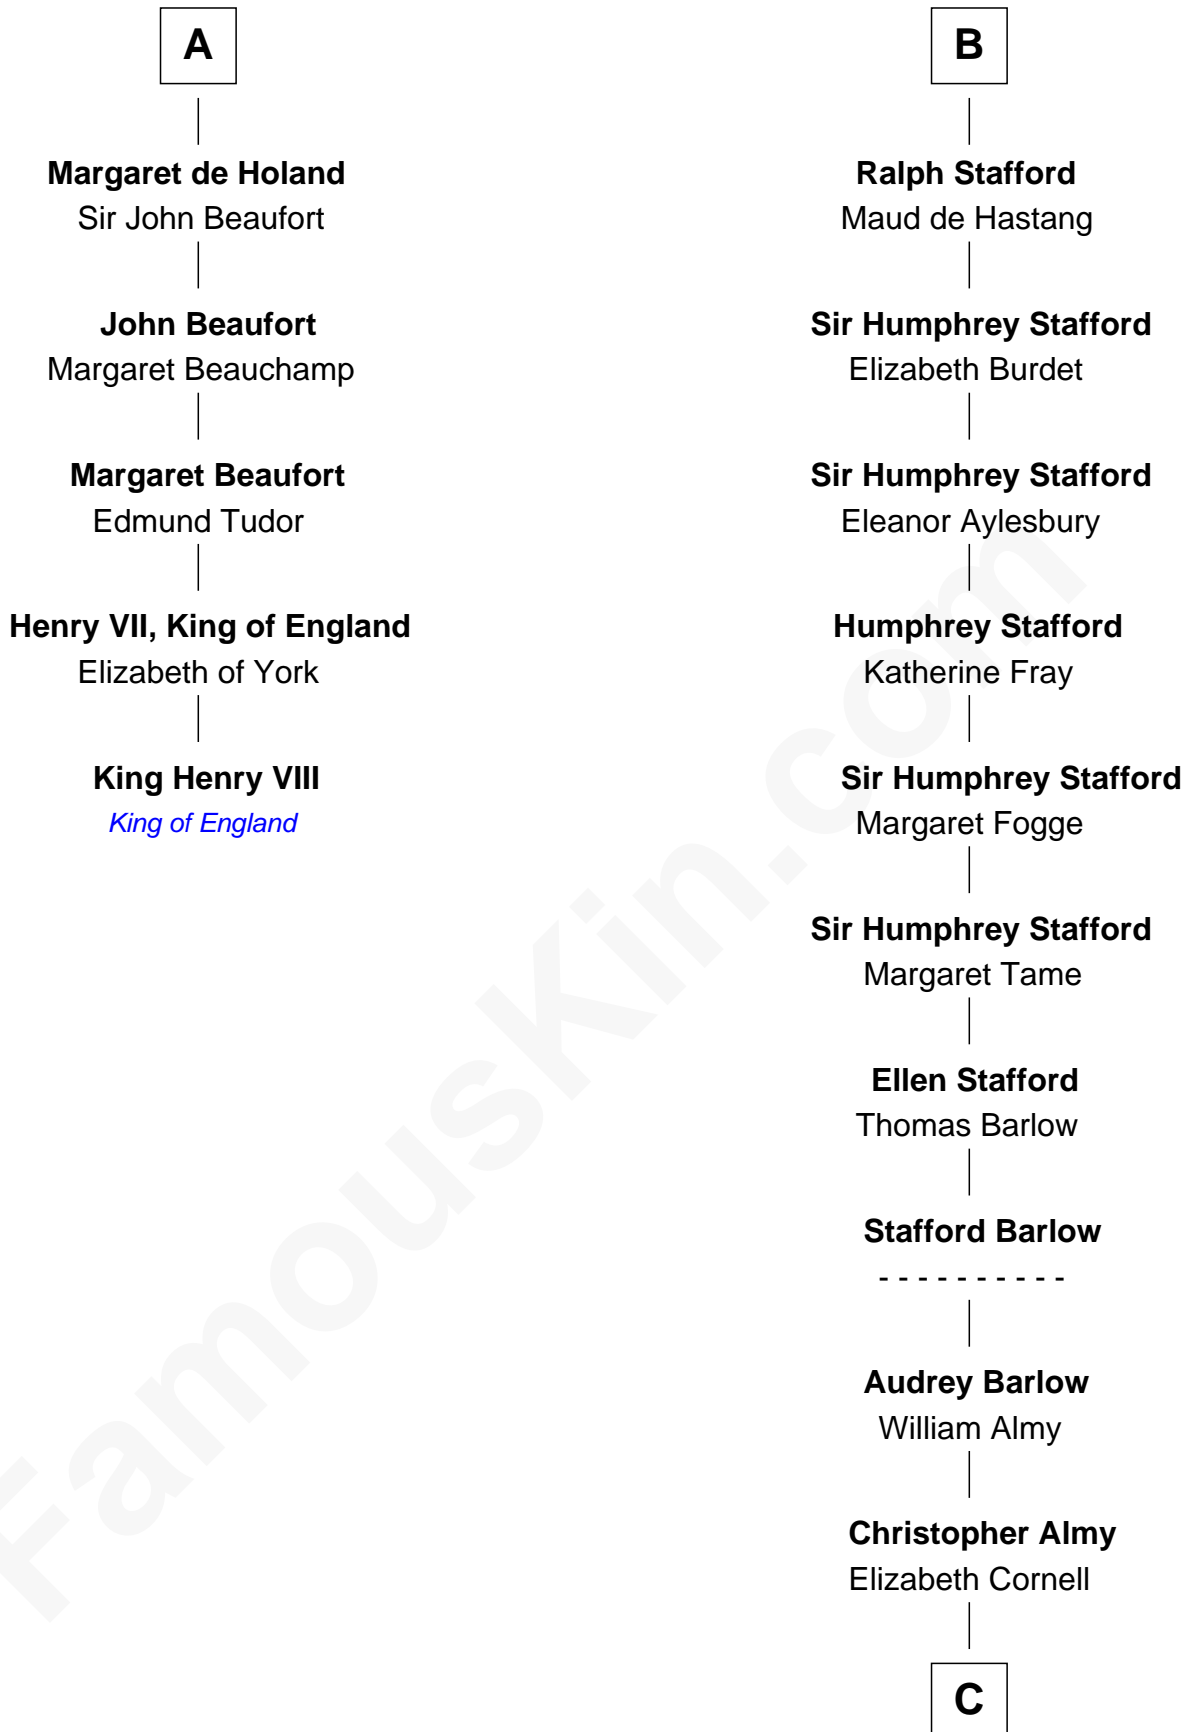 A
Margaret de Holand
Sir John Beaufort
John Beaufort
Margaret Beauchamp
Margaret Beaufort
Edmund Tudor
Henry VII, King of England
Elizabeth of York
King Henry VIII
King of England
B
Ralph Stafford
Maud de Hastang
Sir Humphrey Stafford
Elizabeth Burdet
Sir Humphrey Stafford
Eleanor Aylesbury
Humphrey Stafford
Katherine Fray
Sir Humphrey Stafford
Margaret Fogge
Sir Humphrey Stafford
Margaret Tame
Ellen Stafford
Thomas Barlow
Stafford Barlow
- - - - - - - - - -
Audrey Barlow
William Almy
Christopher Almy
Elizabeth Cornell
C
FamousKin.com